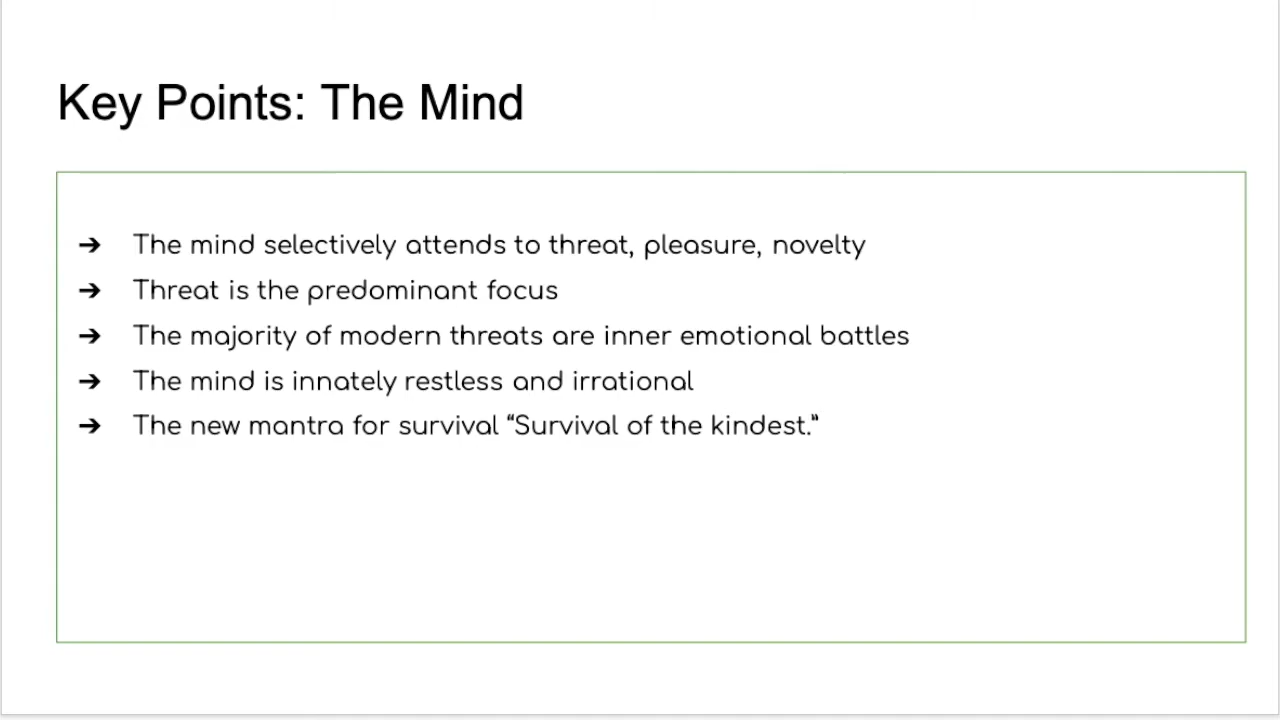 Key Points: The Mind
➔ The mind selectively attends to threat, pleasure, novelty
➔ Threat is the predominant focus
➔ The majority of modern threats are inner emotional battles
➔ The mind is innately restless and irrational
➔ The new mantra for survival “Survival of the kindest.”